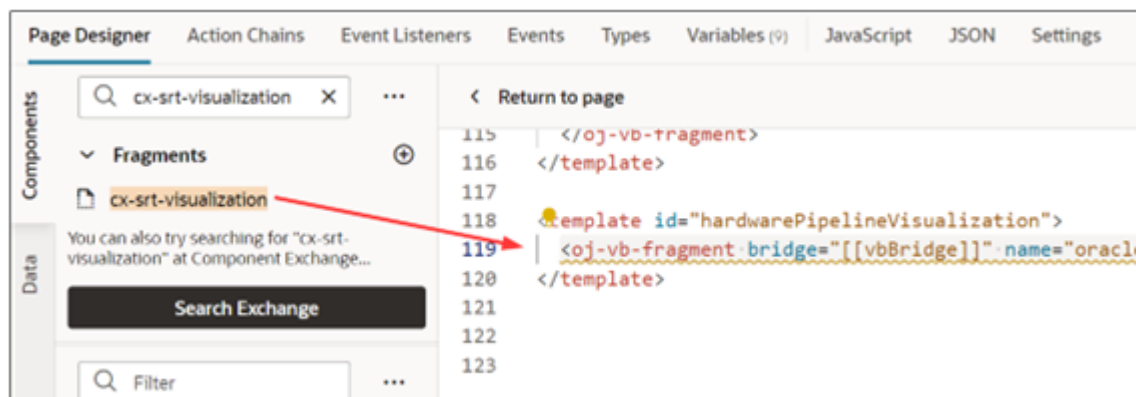 Page Designer Action Chains Event Listeners Events Types Variables (9) JavaScript JSON Settings
Components
Data
cx-srt-visualization × ...
Fragments
cx-srt-visualization
You can also try searching for "cx-srt-
visualization" at Component Exchange...
Search Exchange
Filter ...
Return to page
115 </oj-vb-fragment>
116 </template>
117
118 <template id="hardwarePipelineVisualization">
119 <oj-vb-fragment bridge="[[vbBridge]]" name="oracle
120 </template>
121
122
123